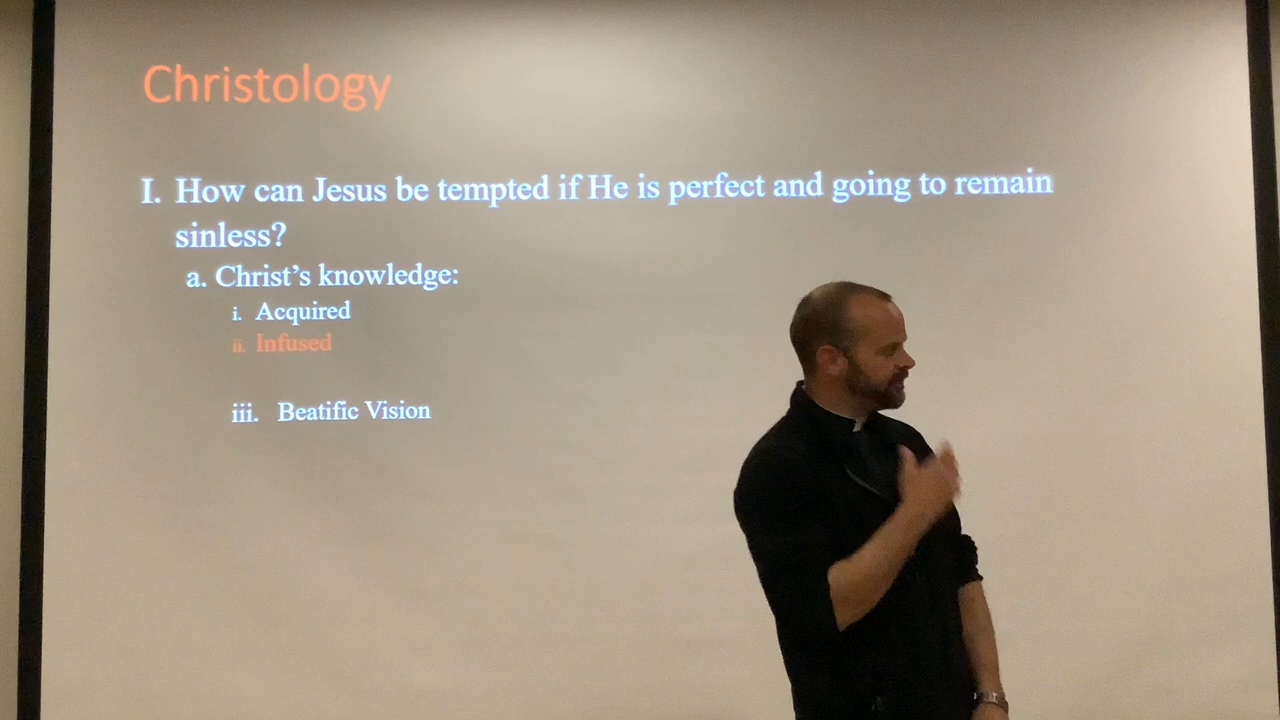 Christology
I. How can Jesus be tempted if He is perfect and going to remain
sinless?
a. Christ’s knowledge:
i. Acquired
ii. Infused
iii. Beatific Vision